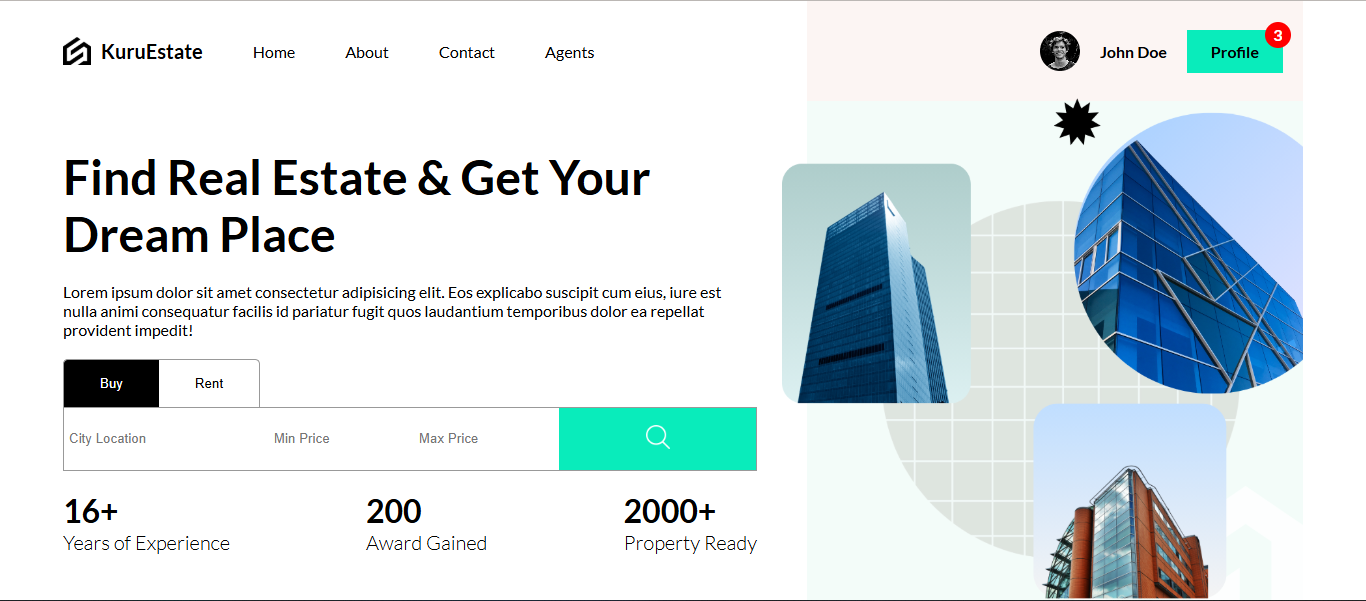 KuruEstate
Home
About
Contact
Agents
John Doe
Profile
3
Find Real Estate & Get Your
Dream Place
Lorem ipsum dolor sit amet consectetur adipisicing elit. Eos explicabo suscipit cum eius, iure est
nulla animi consequatur facilis id pariatur fugit quos laudantium temporibus dolor ea repellat
provident impedit!
Buy
Rent
City Location
Min Price
Max Price
16+
200
2000+
Years of Experience
Award Gained
Property Ready